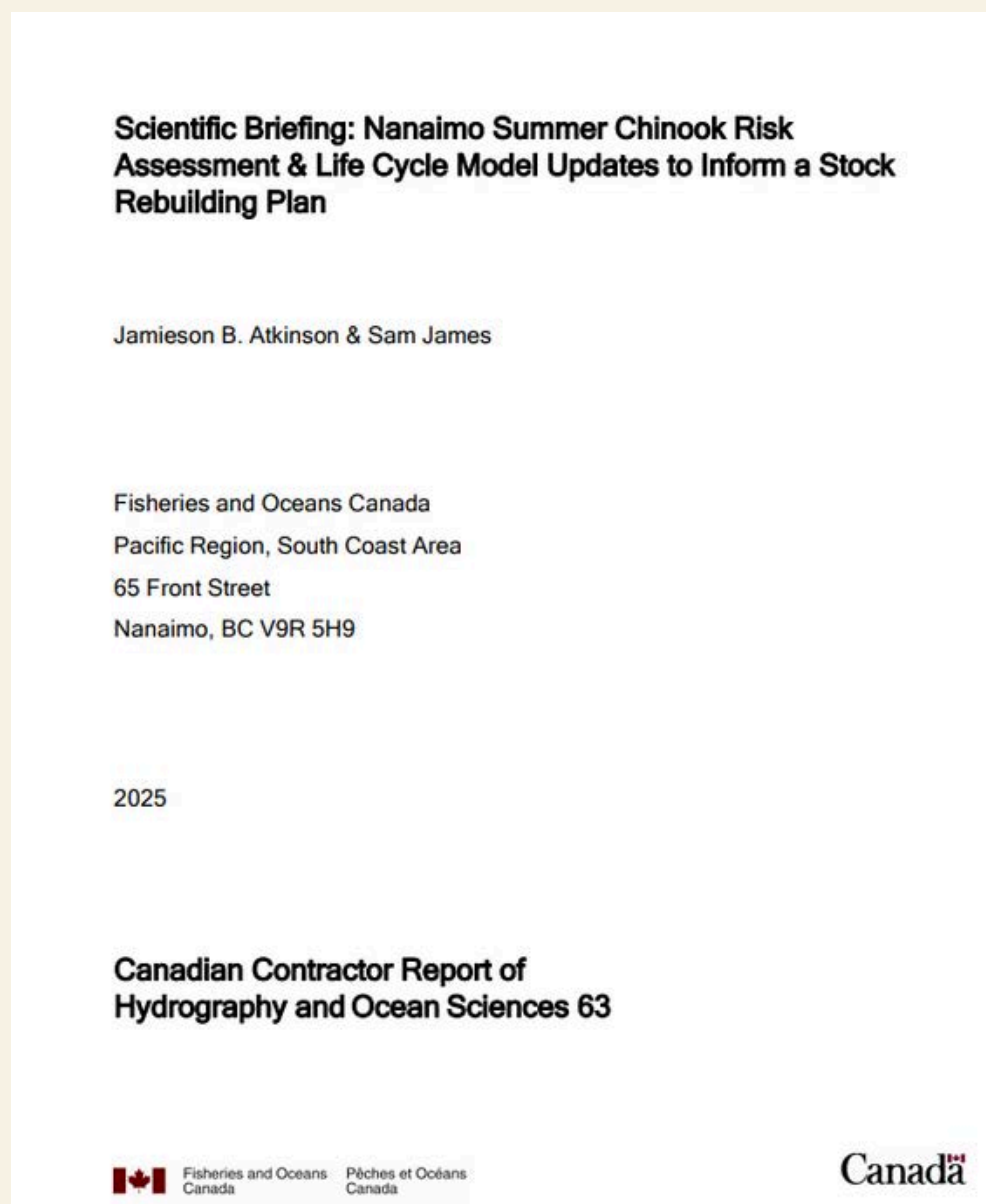 Scientific Briefing: Nanaimo Summer Chinook Risk
Assessment & Life Cycle Model Updates to Inform a Stock
Rebuilding Plan
Jamieson B. Atkinson & Sam James
Fisheries and Oceans Canada
Pacific Region, South Coast Area
65 Front Street
Nanaimo, BC V9R 5H9
2025
Canadian Contractor Report of
Hydrography and Ocean Sciences 63
Fisheries and Oceans
Canada
Pêches et Océans
Canada
Canada